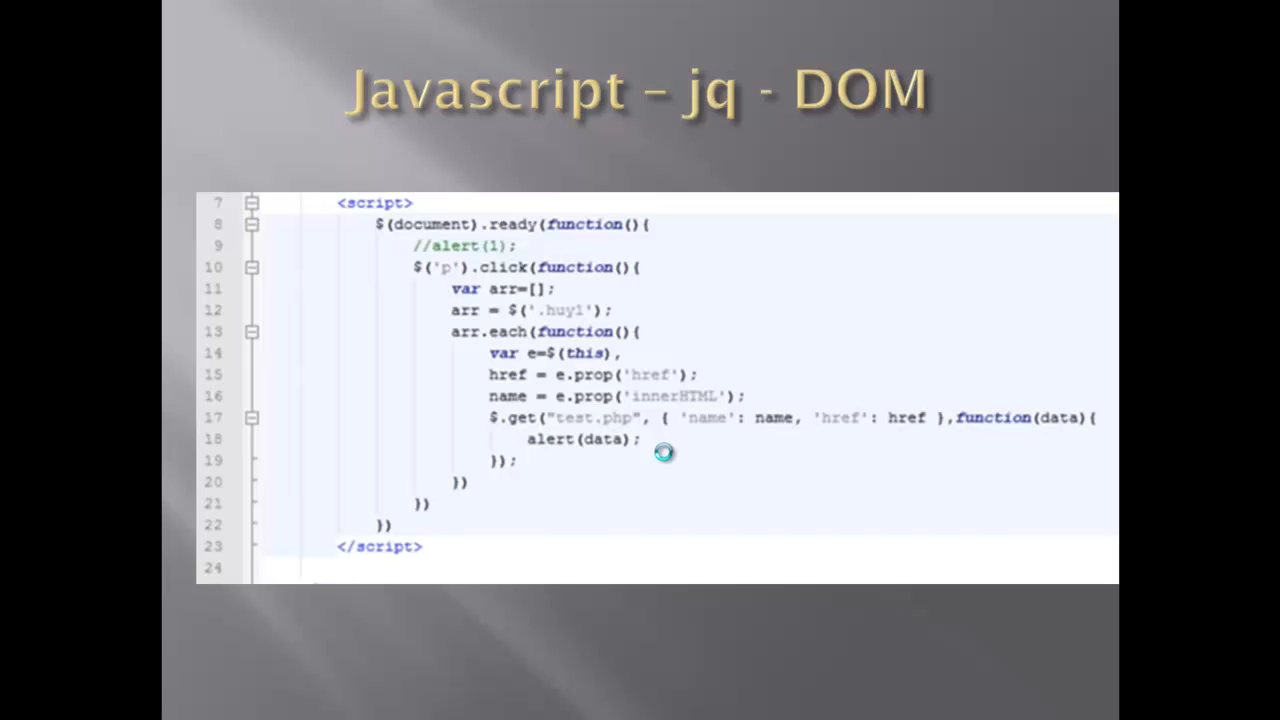 Javascript – jq - DOM
7 <script>
8 $(document).ready(function(){
9 //alert(1);
10 $('p').click(function(){
11 var arr=[];
12 arr = $('.huy1');
13 arr.each(function(){
14 var e=$(this),
15 href = e.prop('href');
16 name = e.prop('innerHTML');
17 $.get("test.php", { 'name': name, 'href': href },function(data){
18 alert(data);
19 });
20 })
21 })
22 })
23 </script>
24